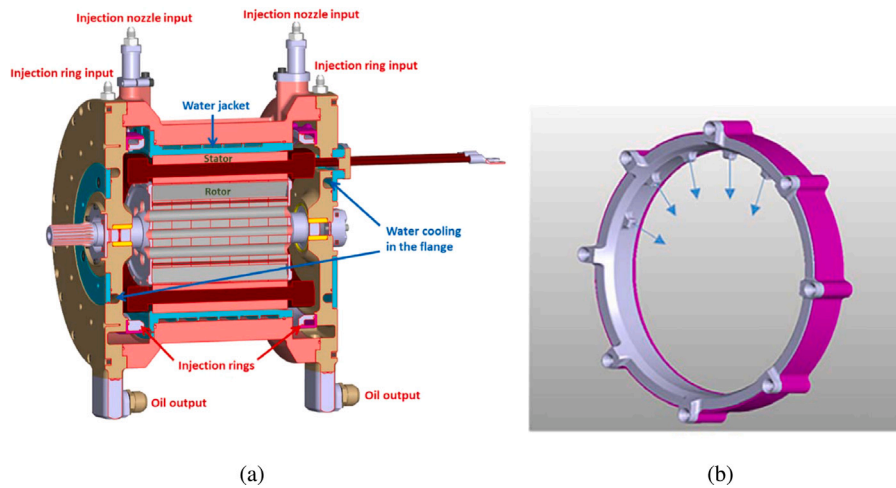 Injection nozzle input
Injection nozzle input
Injection ring input
Injection ring input
Water jacket
Stator
Rotor
Water cooling
in the flange
Injection rings
Oil output
Oil output
(a)
(b)